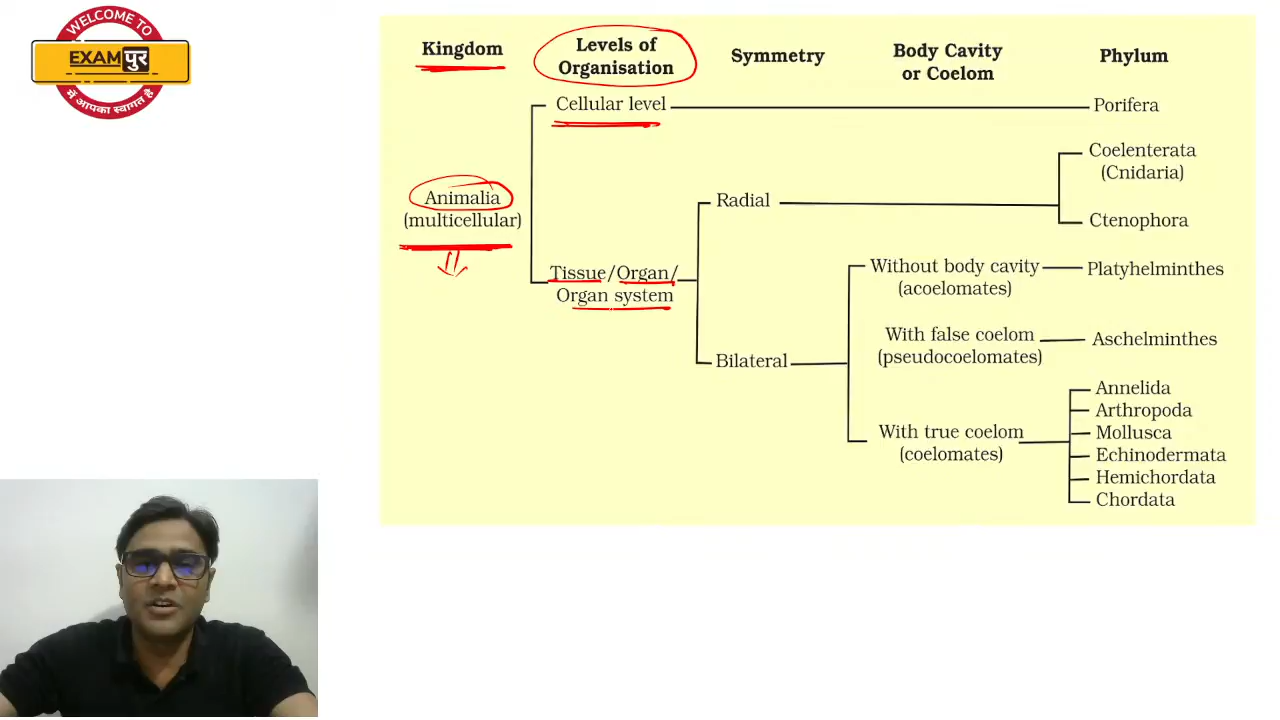 WELCOME TO
EXAMपुर
में आपका स्वागत है
Kingdom
Levels of
Organisation
Symmetry
Body Cavity
or Coelom
Phylum
Cellular level
Porifera
Coelenterata
(Cnidaria)
Animalia
(multicellular)
Radial
Ctenophora
Tissue/Organ/
Organ system
Without body cavity
(acoelomates)
Platyhelminthes
With false coelom
(pseudocoelomates)
Aschelminthes
Bilateral
With true coelom
(coelomates)
Annelida
Arthropoda
Mollusca
Echinodermata
Hemichordata
Chordata